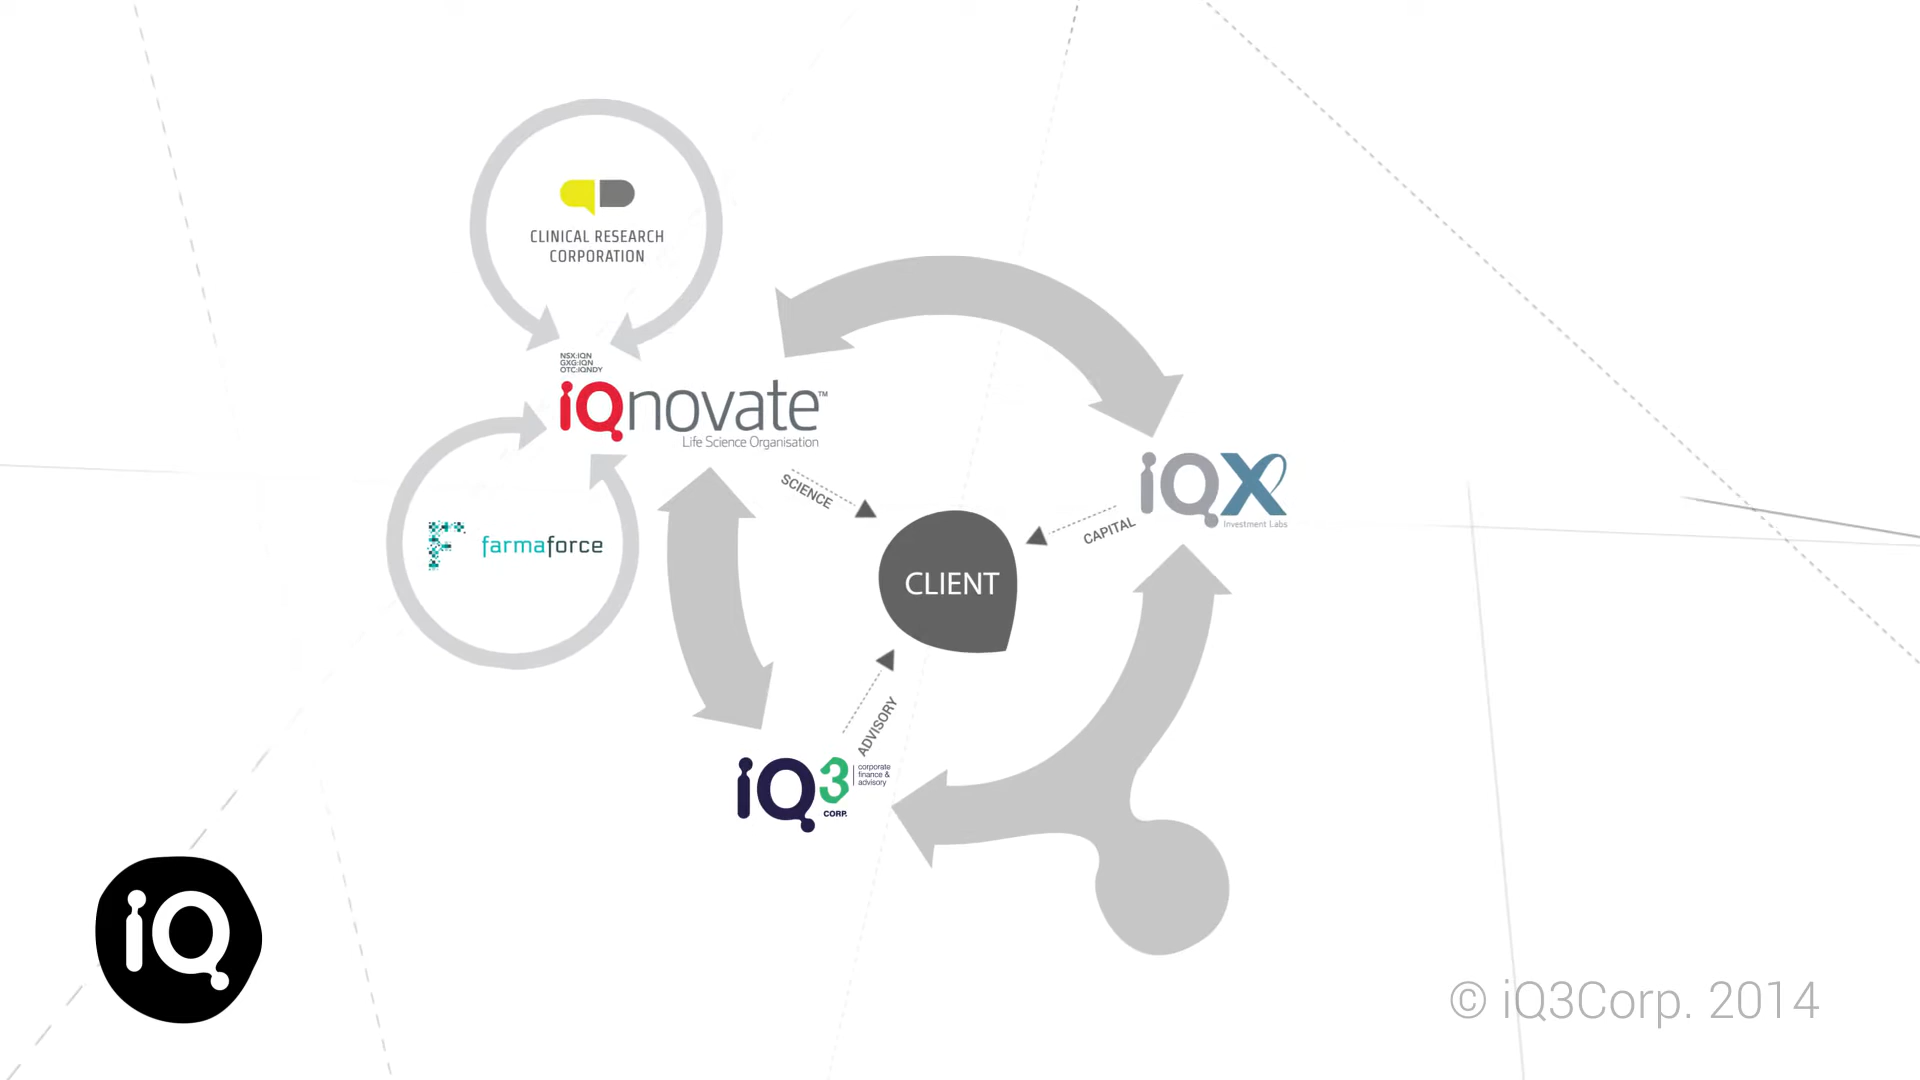 CLINICAL RESEARCH
CORPORATION
NSX:IQN
GXG:IQN
OTC:IQNDY
iQnovate™
Life Science Organisation
SCIENCE
iQX
Investment Labs
CAPITAL
farmaforce
CLIENT
ADVISORY
iQ3
corporate
finance &
advisory
CORP.
iQ
© iQ3Corp. 2014